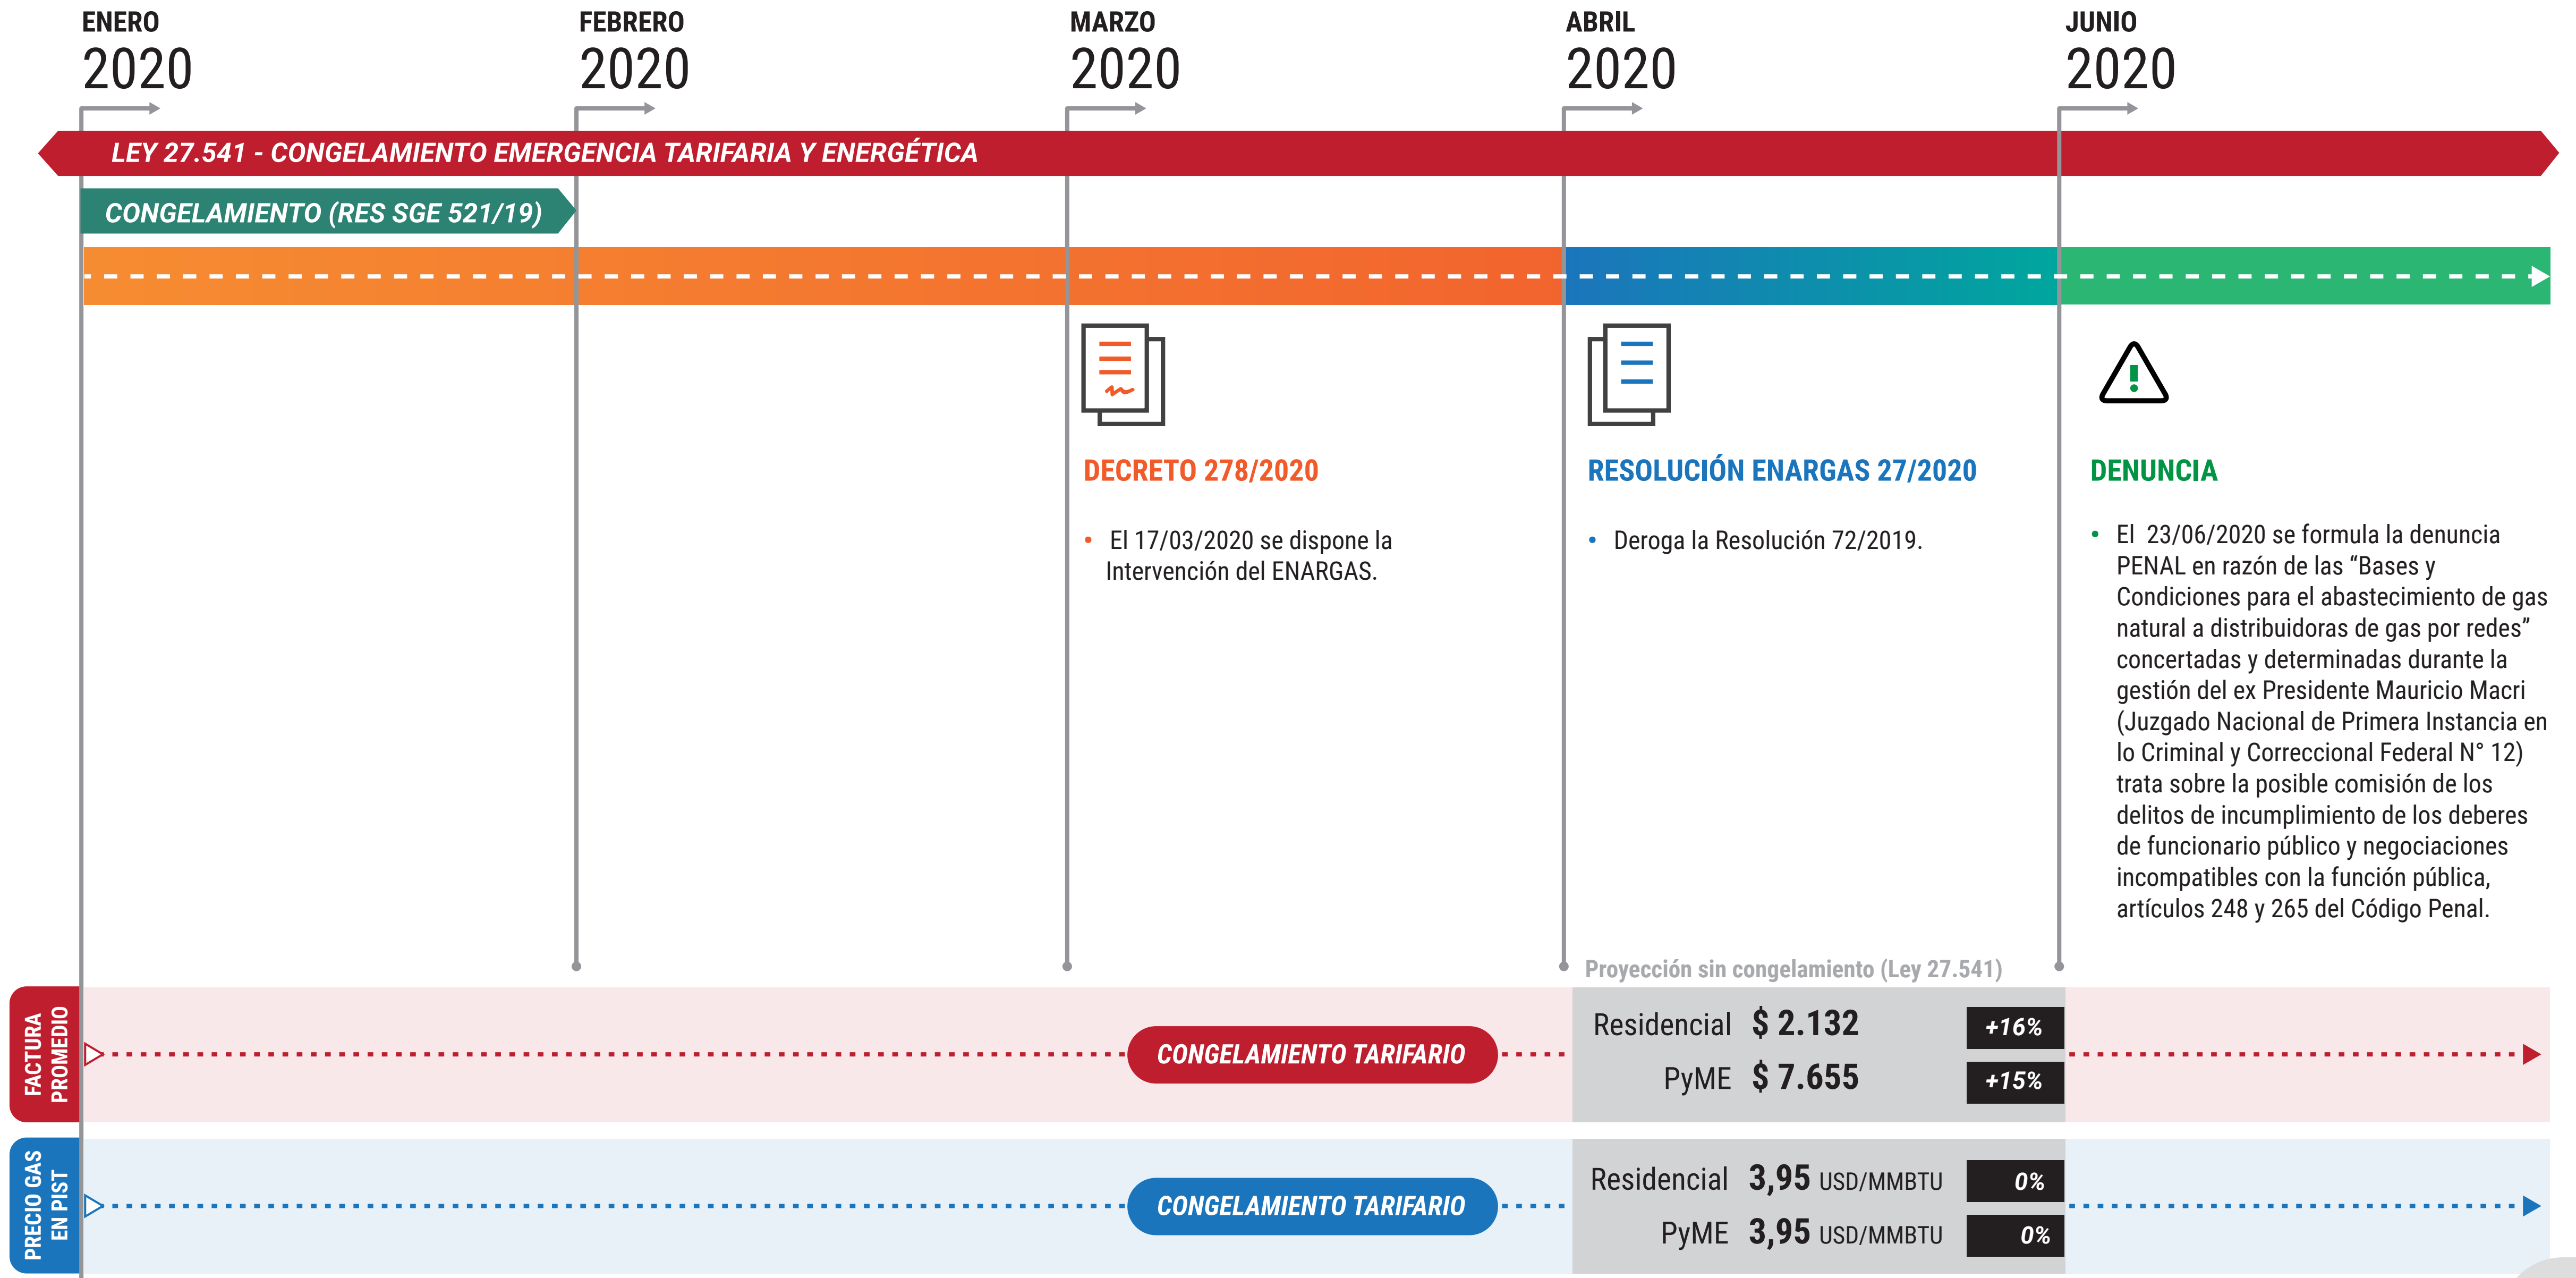 ENERO
2020
FEBRERO
2020
MARZO
2020
ABRIL
2020
JUNIO
2020
LEY 27.541 - CONGELAMIENTO EMERGENCIA TARIFARIA Y ENERGÉTICA
CONGELAMIENTO (RES SGE 521/19)
DECRETO 278/2020
• El 17/03/2020 se dispone la
Intervención del ENARGAS.
RESOLUCIÓN ENARGAS 27/2020
• Deroga la Resolución 72/2019.
DENUNCIA
• El 23/06/2020 se formula la denuncia
PENAL en razón de las “Bases y
Condiciones para el abastecimiento de gas
natural a distribuidoras de gas por redes”
concertadas y determinadas durante la
gestión del ex Presidente Mauricio Macri
(Juzgado Nacional de Primera Instancia en
lo Criminal y Correccional Federal N° 12)
trata sobre la posible comisión de los
delitos de incumplimiento de los deberes
de funcionario público y negociaciones
incompatibles con la función pública,
artículos 248 y 265 del Código Penal.
Proyección sin congelamiento (Ley 27.541)
FACTURA
PROMEDIO
CONGELAMIENTO TARIFARIO
Residencial $ 2.132 +16%
PyME $ 7.655 +15%
PRECIO GAS
EN PIST
CONGELAMIENTO TARIFARIO
Residencial 3,95 USD/MMBTU 0%
PyME 3,95 USD/MMBTU 0%